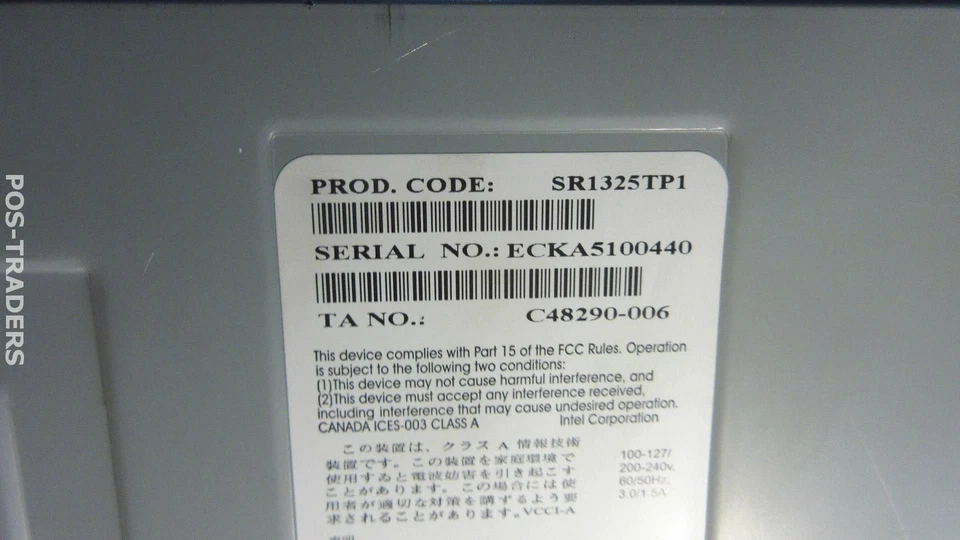 PROD. CODE: SR1325TP1
SERIAL NO.: ECKA5100440
TA NO.: C48290-006
This device complies with Part 15 of the FCC Rules. Operation
is subject to the following two conditions:
(1)This device may not cause harmful interference, and
(2)This device must accept any interference received,
including interference that may cause undesired operation.
CANADA ICES-003 CLASS A Intel Corporation
この装置は、クラス A 情報技術
装置です。この装置を家庭環境で
使用すると電波妨害を引き起こす
ことがあります。この場合には使
用者が適切な対策を講ずるよう要
求されることがあります。VCCI-A
100-127/
200-240v,
60/50Hz,
3.0/1.5A
POS-TRADERS